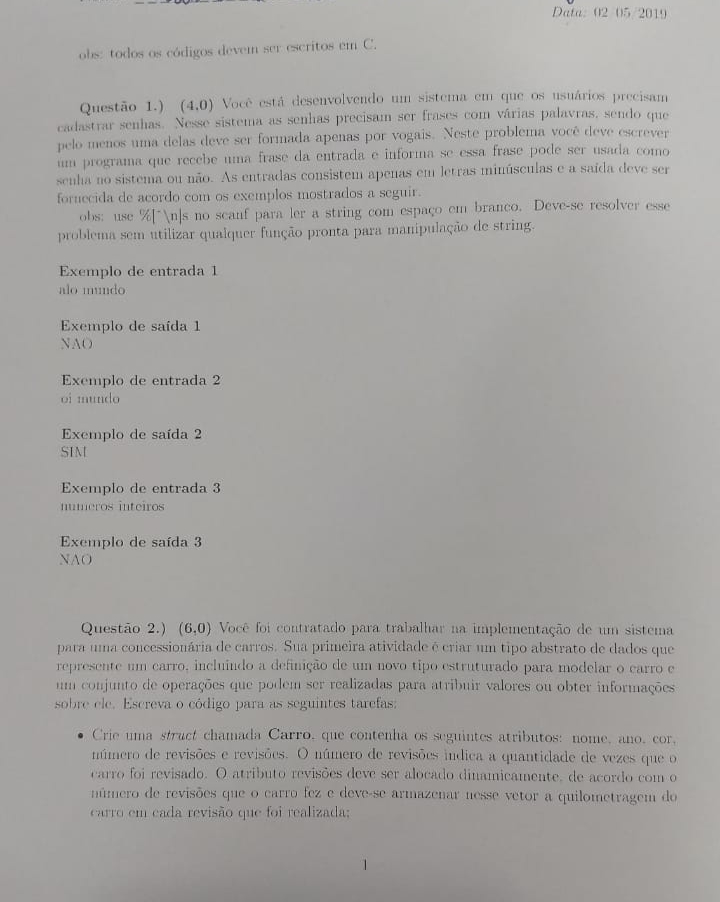 Data: 02/05/2019
obs: todos os códigos devem ser escritos em C.
Questão 1.) (4,0) Você está desenvolvendo um sistema em que os usuários precisam
cadastrar senhas. Nesse sistema as senhas precisam ser frases com várias palavras, sendo que
pelo menos uma delas deve ser formada apenas por vogais. Neste problema você deve escrever
um programa que recebe uma frase da entrada e informa se essa frase pode ser usada como
senha no sistema ou não. As entradas consistem apenas em letras minúsculas e a saída deve ser
fornecida de acordo com os exemplos mostrados a seguir.
obs: use %[^\n]s no scanf para ler a string com espaço em branco. Deve-se resolver esse
problema sem utilizar qualquer função pronta para manipulação de string.
Exemplo de entrada 1
alo mundo
Exemplo de saída 1
NAO
Exemplo de entrada 2
oi mundo
Exemplo de saída 2
SIM
Exemplo de entrada 3
numeros inteiros
Exemplo de saída 3
NAO
Questão 2.) (6,0) Você foi contratado para trabalhar na implementação de um sistema
para uma concessionária de carros. Sua primeira atividade é criar um tipo abstrato de dados que
represente um carro, incluindo a definição de um novo tipo estruturado para modelar o carro e
um conjunto de operações que podem ser realizadas para atribuir valores ou obter informações
sobre ele. Escreva o código para as seguintes tarefas:
• Crie uma struct chamada Carro, que contenha os seguintes atributos: nome, ano, cor,
número de revisões e revisões. O número de revisões indica a quantidade de vezes que o
carro foi revisado. O atributo revisões deve ser alocado dinamicamente, de acordo com o
número de revisões que o carro fez e deve-se armazenar nesse vetor a quilometragem do
carro em cada revisão que foi realizada;
1